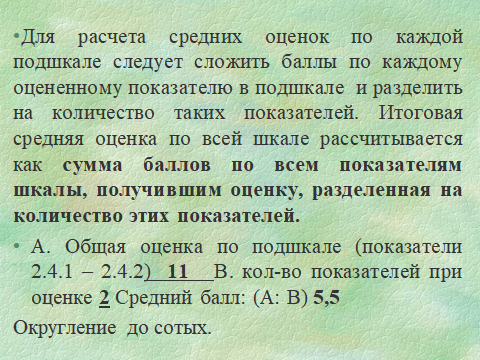 •Для расчета средних оценок по каждой
подшкале следует сложить баллы по каждому
оцененному показателю в подшкале и разделить
на количество таких показателей. Итоговая
средняя оценка по всей шкале рассчитывается
как сумма баллов по всем показателям
шкалы, получившим оценку, разделенная на
количество этих показателей.
• А. Общая оценка по подшкале (показатели
2.4.1 – 2.4.2)__11____В. кол-во показателей при
оценке 2 Средний балл: (А: В) 5,5
Округление до сотых.